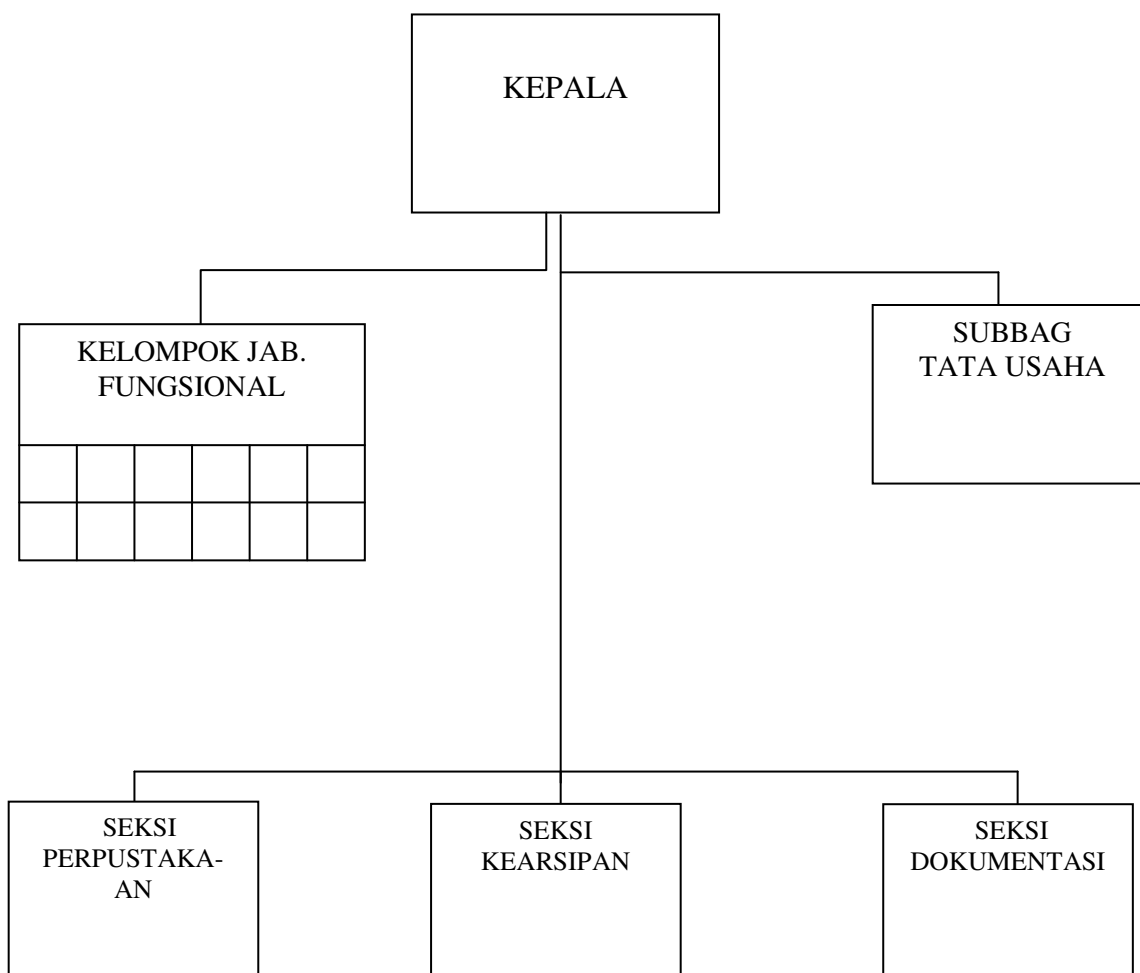 KEPALA
KELOMPOK JAB.
FUNGSIONAL
SUBBAG
TATA USAHA
SEKSI
PERPUSTAKA-
AN
SEKSI
KEARSIPAN
SEKSI
DOKUMENTASI